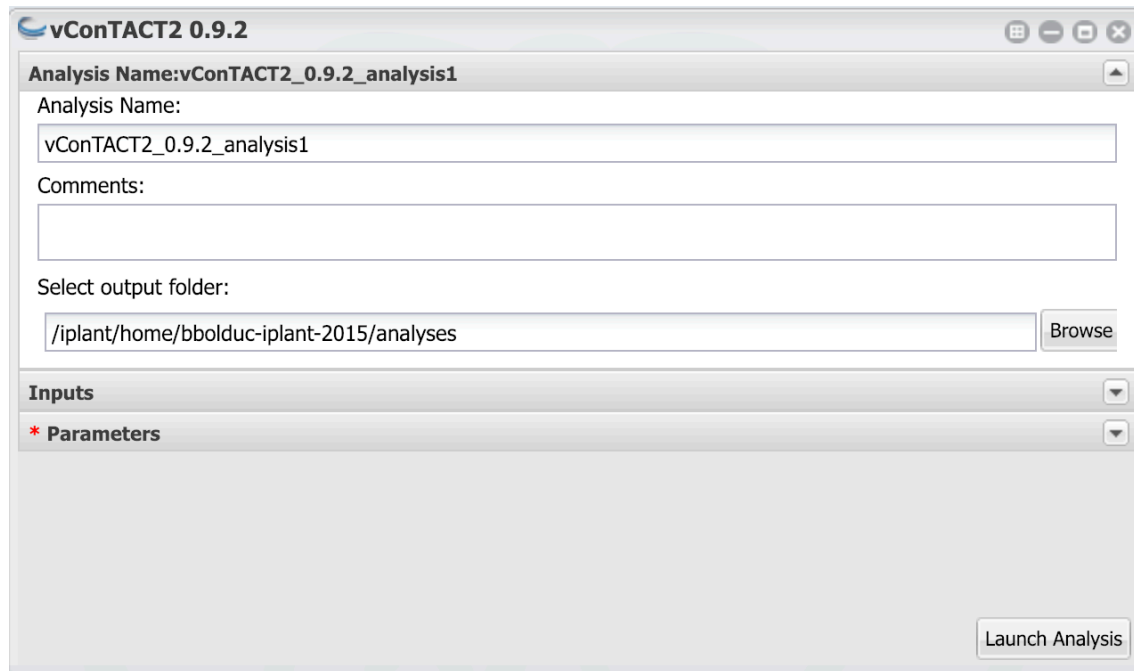 vConTACT2 0.9.2
Analysis Name:vConTACT2_0.9.2_analysis1
Analysis Name:
vConTACT2_0.9.2_analysis1
Comments:
Select output folder:
/iplant/home/bbolduc-iplant-2015/analyses
Browse
Inputs
* Parameters
Launch Analysis